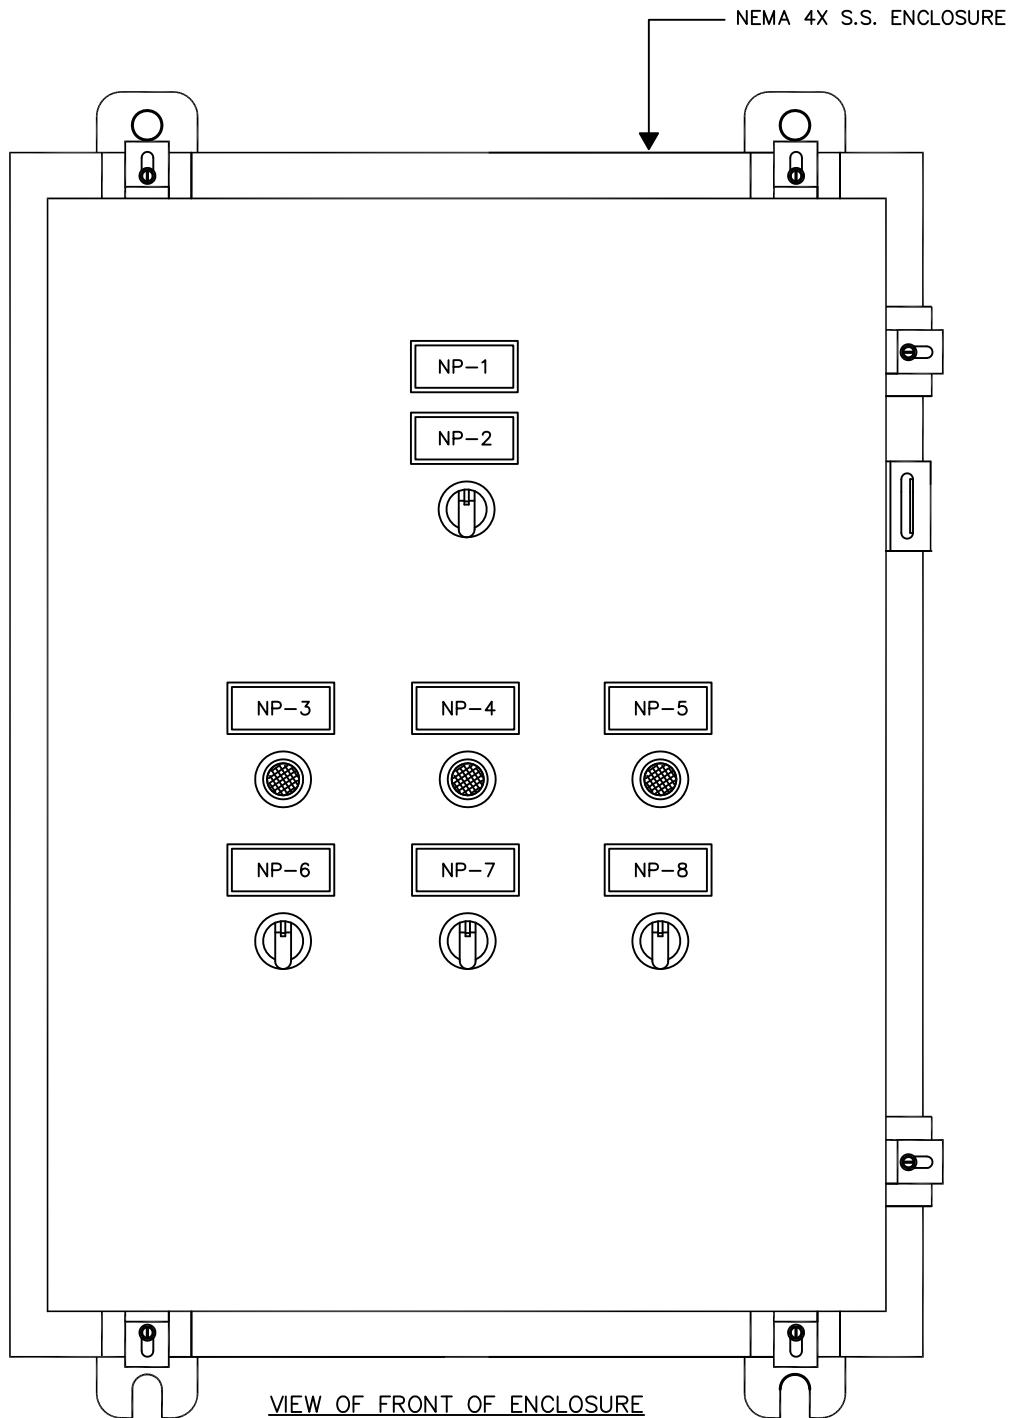 NEMA 4X S.S. ENCLOSURE
NP-1
NP-2
NP-3
NP-4
NP-5
NP-6
NP-7
NP-8
VIEW OF FRONT OF ENCLOSURE